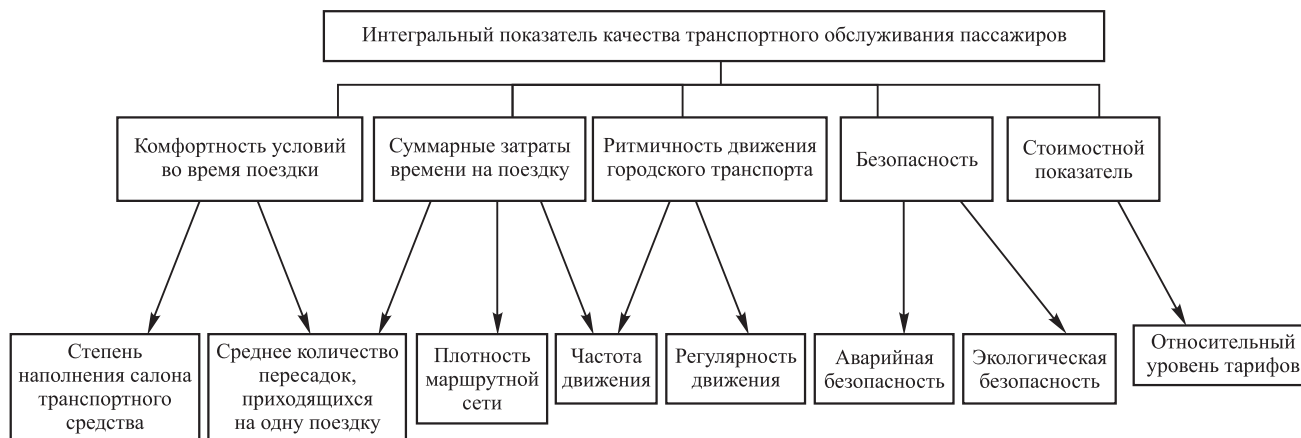 Интегральный показатель качества транспортного обслуживания пассажиров
Комфортность условий
во время поездки
Суммарные затраты
времени на поездку
Ритмичность движения
городского транспорта
Безопасность
Стоимостной
показатель
Степень
наполнения салона
транспортного
средства
Среднее количество
пересадок,
приходящихся
на одну поездку
Плотность
маршрутной
сети
Частота
движения
Регулярность
движения
Аварийная
безопасность
Экологическая
безопасность
Относительный
уровень тарифов